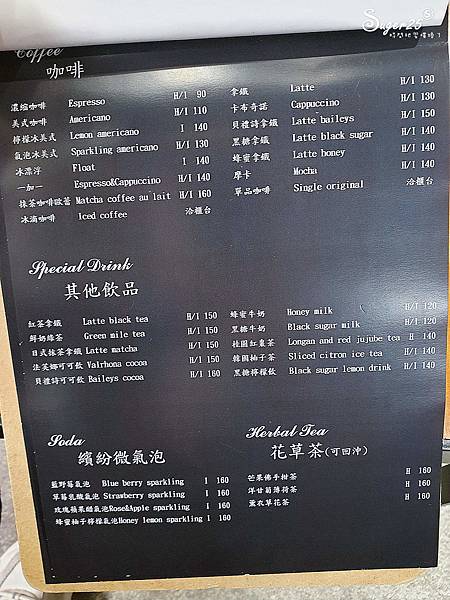 Suger25
時間地點懂嬑了
Coffee
咖啡
濃縮咖啡 Espresso H/I 90
美式咖啡 Americano H/I 110
檸檬冰美式 Lemon americano I 140
氣泡冰美式 Sparkling americano H/I 130
冰漂浮 Float I 140
一加一 Espresso&Cappuccino H/I 140
抹茶咖啡歐蕾 Matcha coffee au lait H/I 160
冰滴咖啡 Iced coffee 洽櫃台
拿鐵 Latte H/I 130
卡布奇諾 Cappuccino H/I 130
貝禮詩拿鐵 Latte baileys H/I 150
黑糖拿鐵 Latte black sugar H/I 140
蜂蜜拿鐵 Latte honey H/I 140
摩卡 Mocha H/I 140
單品咖啡 Single original 洽櫃台
Special Drink
其他飲品
紅茶拿鐵 Latte black tea H/I 150
鮮奶綠茶 Green mile tea H/I 150
日式抹茶拿鐵 Latte matcha H/I 150
法芙娜可可飲 Valrhona cocoa H/I 150
貝禮詩可可飲 Baileys cocoa H/I 160
蜂蜜牛奶 Honey milk H/I 120
黑糖牛奶 Black sugar milk H/I 120
桂圓紅棗茶 Longan and red jujube tea H 140
韓國柚子茶 Sliced citron ice tea H/I 140
黑糖檸檬飲 Black sugar lemon drink H/I 140
Soda
繽紛微氣泡
藍野莓氣泡 Blue berry sparkling I 160
草莓乳酸氣泡 Strawberry sparkling I 160
玫瑰蘋果醋氣泡Rose&Apple sparkling I 160
蜂蜜柚子檸檬氣泡Honey lemon sparkling I 160
Herbal Tea
花草茶(可回沖)
芒果佛手柑茶 H 160
洋甘菊薄荷茶 H 160
薰衣草花茶 H 160